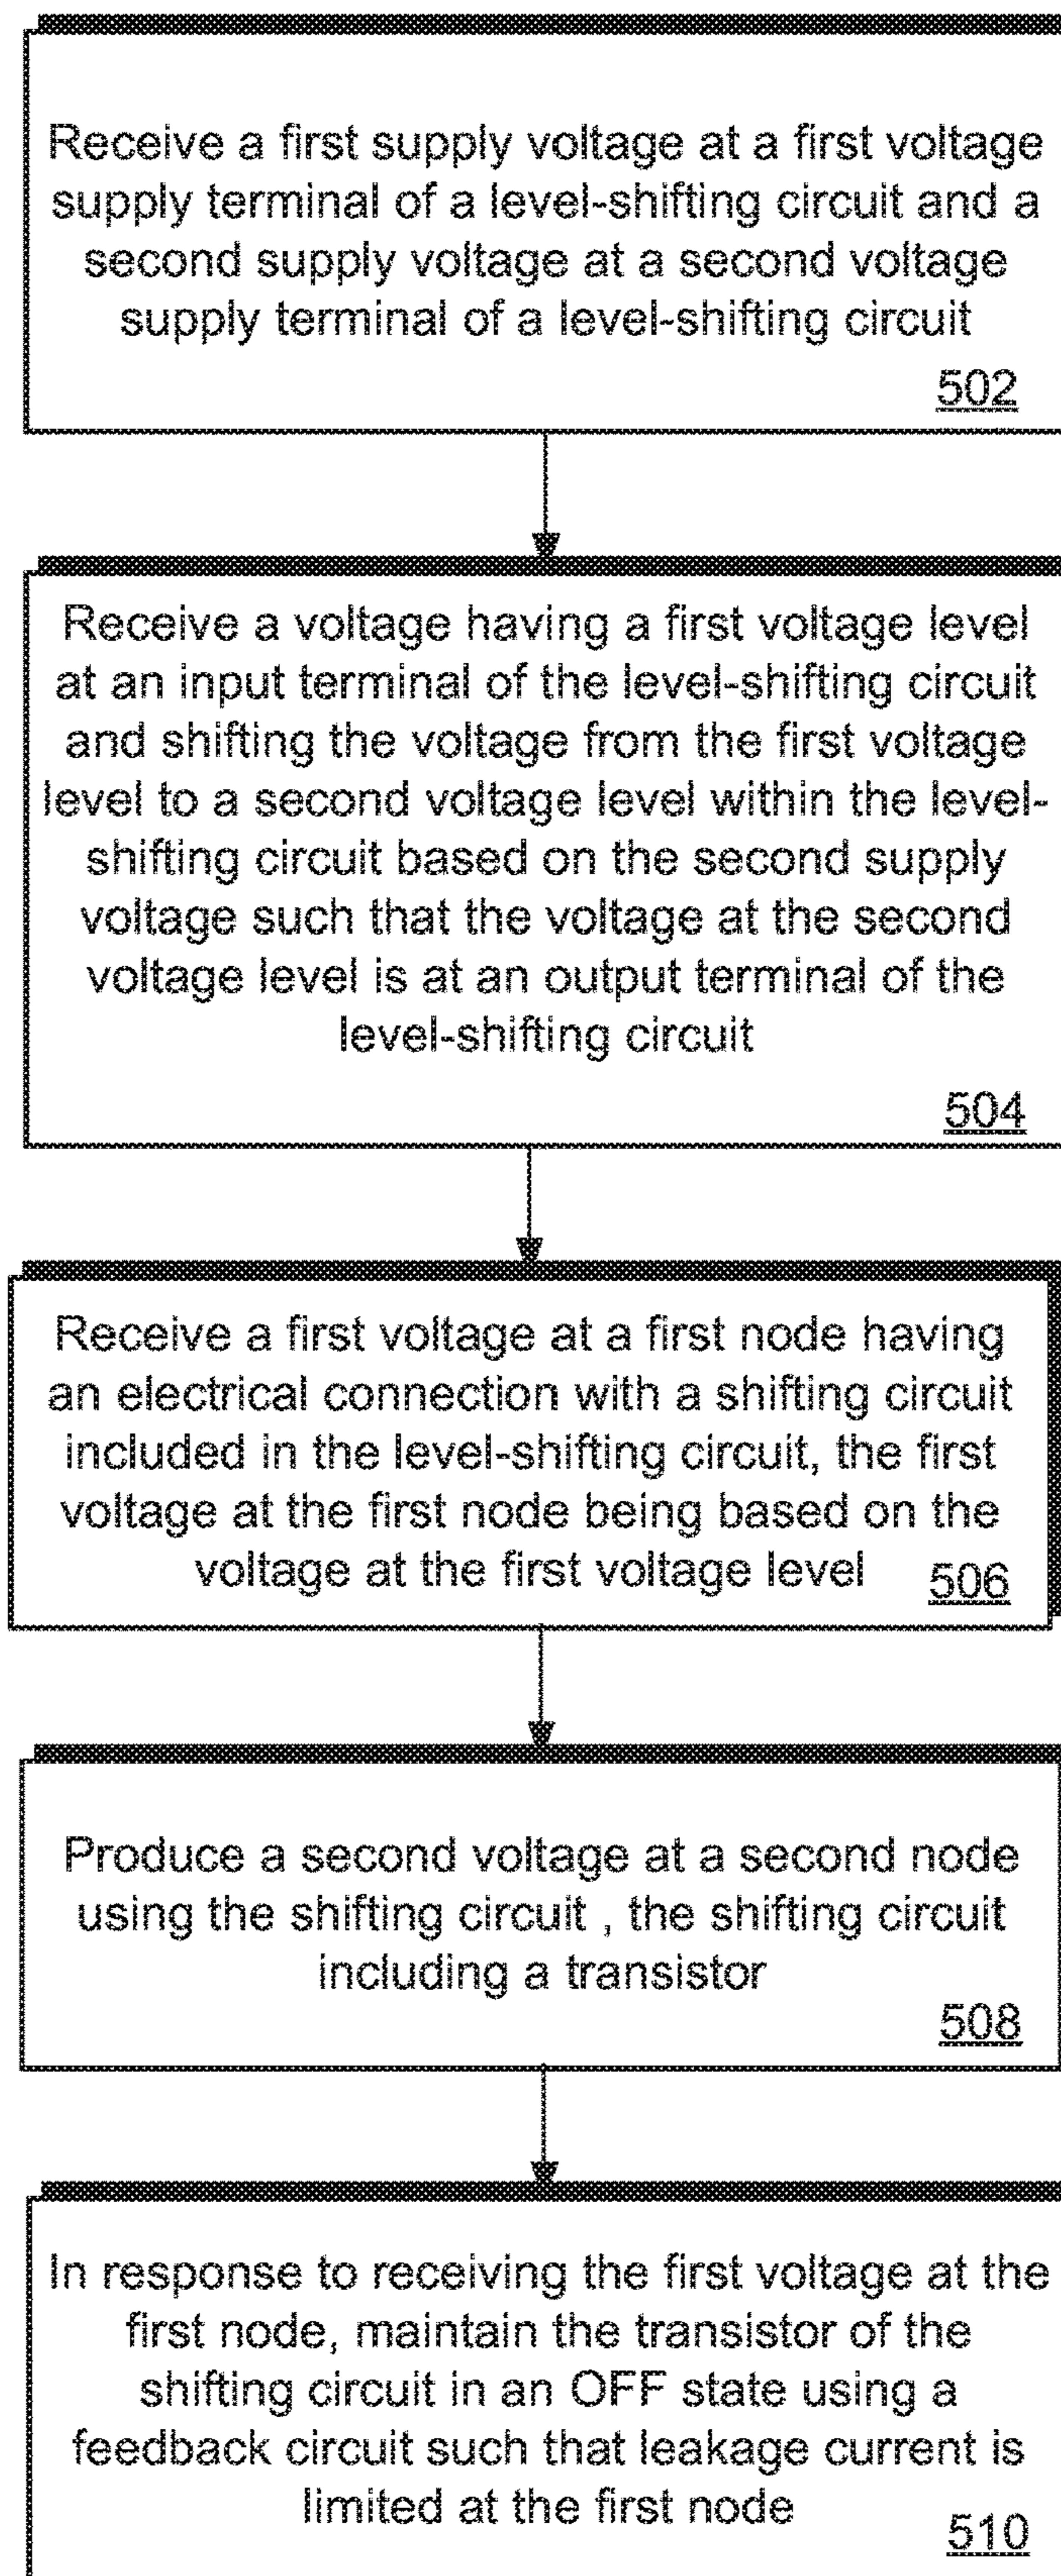 Receive a first supply voltage at a first voltage
supply terminal of a level-shifting circuit and a
second supply voltage at a second voltage
supply terminal of a level-shifting circuit
502
Receive a voltage having a first voltage level
at an input terminal of the level-shifting circuit
and shifting the voltage from the first voltage
level to a second voltage level within the level-
shifting circuit based on the second supply
voltage such that the voltage at the second
voltage level is at an output terminal of the
level-shifting circuit
504
Receive a first voltage at a first node having
an electrical connection with a shifting circuit
included in the level-shifting circuit, the first
voltage at the first node being based on the
voltage at the first voltage level
506
Produce a second voltage at a second node
using the shifting circuit , the shifting circuit
including a transistor
508
In response to receiving the first voltage at the
first node, maintain the transistor of the
shifting circuit in an OFF state using a
feedback circuit such that leakage current is
limited at the first node
510